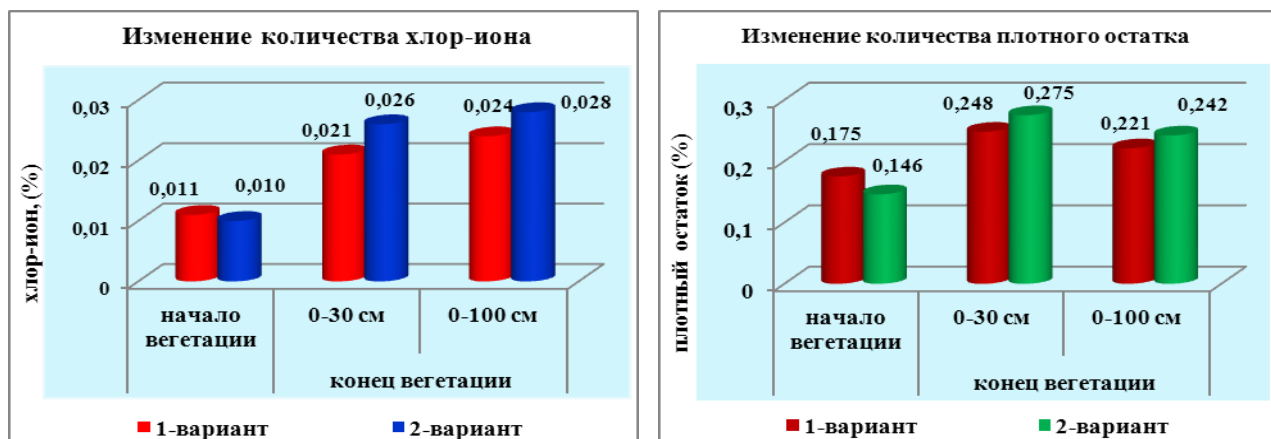 Изменение количества хлор-иона
хлор-ион, (%)
0,03
0,02
0,01
0
0,011
0,010
0,021
0,026
0,024
0,028
начало
вегетации
0-30 см
0-100 см
конец вегетации
1-вариант
2-вариант
Изменение количества плотного остатка
плотный остаток (%)
0,3
0,2
0,1
0
0,175
0,146
0,248
0,275
0,221
0,242
начало
вегетации
0-30 см
0-100 см
конец вегетации
1-вариант
2-вариант